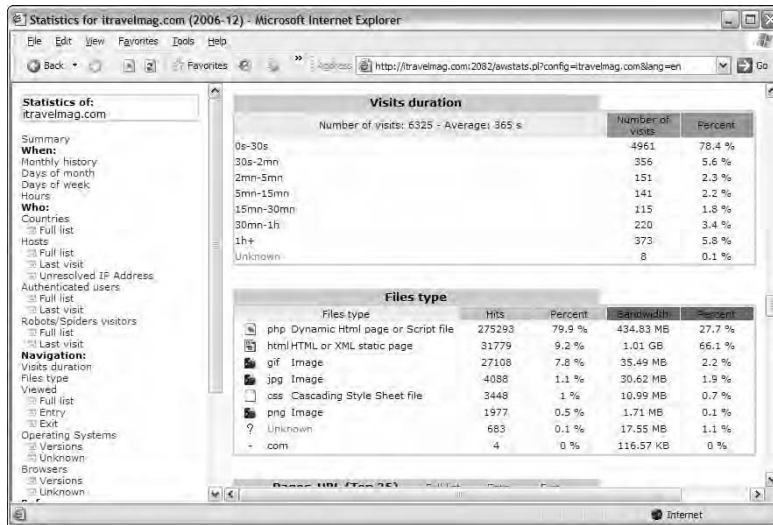 Statistics for itravelmag.com (2006-12) - Microsoft Internet Explorer
File Edit View Favorites Tools Help
Back Favorites » Address http://itravelmag.com:2082/awstats.pl?config=itravelmag.com&lang=en Go
Statistics of:
itravelmag.com
Summary
When:
Monthly history
Days of month
Days of week
Hours
Who:
Countries
Full list
Hosts
Full list
Last visit
Unresolved IP Address
Authenticated users
Full list
Last visit
Robots/Spiders visitors
Full list
Last visit
Navigation:
Visits duration
Files type
Viewed
Full list
Entry
Exit
Operating Systems
Versions
Unknown
Browsers
Versions
Unknown
Visits duration
Number of visits: 6325 - Average: 365 s Number of visits Percent
0s-30s 4961 78.4 %
30s-2mn 356 5.6 %
2mn-5mn 151 2.3 %
5mn-15mn 141 2.2 %
15mn-30mn 115 1.8 %
30mn-1h 220 3.4 %
1h+ 373 5.8 %
Unknown 8 0.1 %
Files type
Files type Hits Percent Bandwidth Percent
php Dynamic Html page or Script file 275293 79.9 % 434.83 MB 27.7 %
html HTML or XML static page 31779 9.2 % 1.01 GB 66.1 %
gif Image 27108 7.8 % 35.49 MB 2.2 %
jpg Image 4088 1.1 % 30.62 MB 1.9 %
css Cascading Style Sheet file 3448 1 % 10.99 MB 0.7 %
png Image 1977 0.5 % 1.71 MB 0.1 %
? Unknown 683 0.1 % 17.55 MB 1.1 %
- com 4 0 % 116.57 KB 0 %
Internet